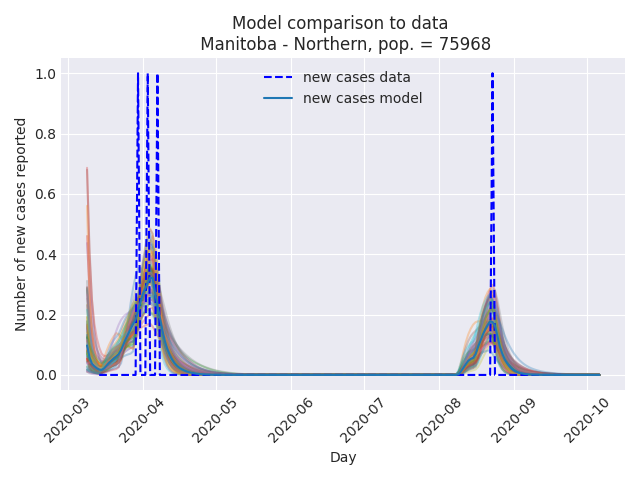 Model comparison to data
Manitoba - Northern, pop. = 75968
new cases data
new cases model
Number of new cases reported
1.0
0.8
0.6
0.4
0.2
0.0
2020-03
2020-04
2020-05
2020-06
2020-07
2020-08
2020-09
2020-10
Day